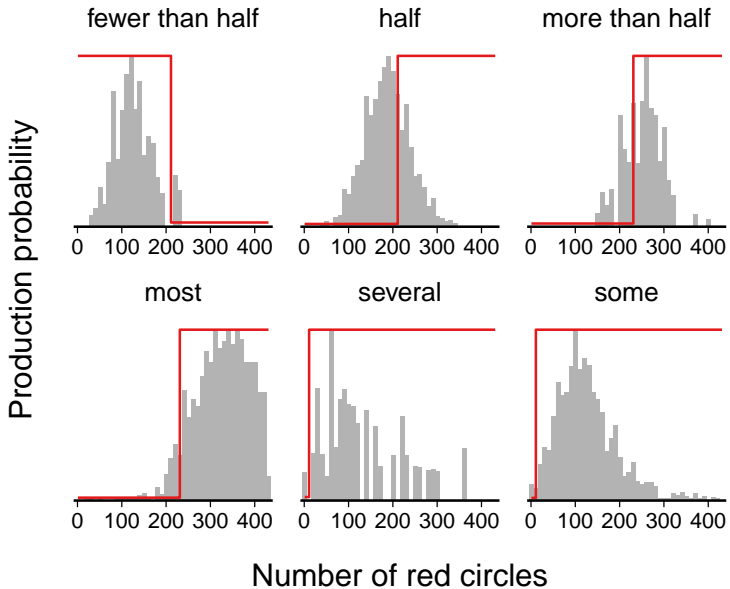 fewer than half
half
more than half
0 100 200 300 400
0 100 200 300 400
0 100 200 300 400
most
several
some
0 100 200 300 400
0 100 200 300 400
0 100 200 300 400
Production probability
Number of red circles